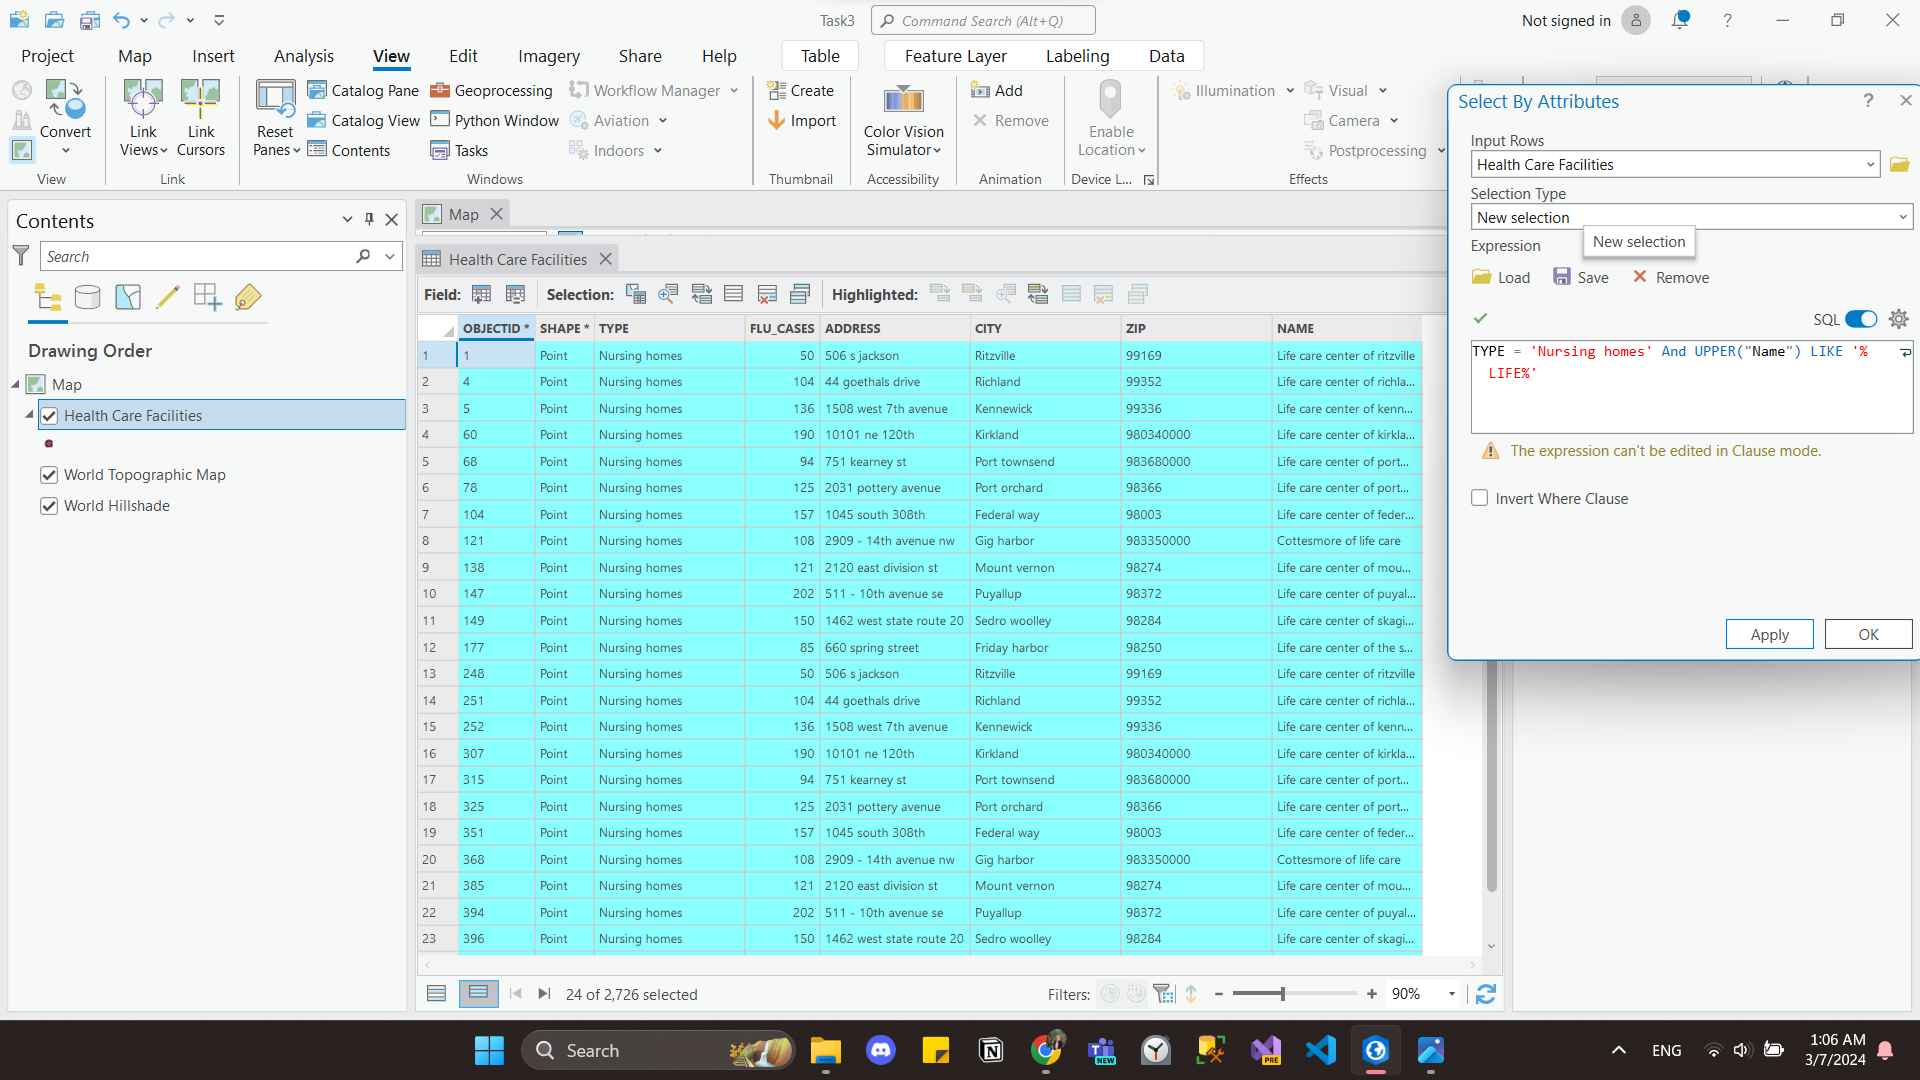 Task3
Command Search (Alt+Q)
Not signed in
?
Project Map Insert Analysis View Edit Imagery Share Help Table Feature Layer Labeling Data
Convert
Link Views
Link Cursors
Reset Panes
Catalog Pane
Catalog View
Contents
Geoprocessing
Python Window
Tasks
Workflow Manager
Aviation
Indoors
Create
Import
Color Vision Simulator
Add
Remove
Enable Location
Illumination
Visual
Camera
Postprocessing
View Link Windows Thumbnail Accessibility Animation Device L... Effects
Contents
Search
Drawing Order
Map
Health Care Facilities
World Topographic Map
World Hillshade
Map
Health Care Facilities
Field: Selection: Highlighted:
OBJECTID * SHAPE * TYPE FLU_CASES ADDRESS CITY ZIP NAME
1 1 Point Nursing homes 50 506 s jackson Ritzville 99169 Life care center of ritzville
2 4 Point Nursing homes 104 44 goethals drive Richland 99352 Life care center of richla...
3 5 Point Nursing homes 136 1508 west 7th avenue Kennewick 99336 Life care center of kenn...
4 60 Point Nursing homes 190 10101 ne 120th Kirkland 980340000 Life care center of kirkla...
5 68 Point Nursing homes 94 751 kearney st Port townsend 983680000 Life care center of port...
6 78 Point Nursing homes 125 2031 pottery avenue Port orchard 98366 Life care center of port...
7 104 Point Nursing homes 157 1045 south 308th Federal way 98003 Life care center of feder...
8 121 Point Nursing homes 108 2909 - 14th avenue nw Gig harbor 983350000 Cottesmore of life care
9 138 Point Nursing homes 121 2120 east division st Mount vernon 98274 Life care center of mou...
10 147 Point Nursing homes 202 511 - 10th avenue se Puyallup 98372 Life care center of puyal...
11 149 Point Nursing homes 150 1462 west state route 20 Sedro woolley 98284 Life care center of skagi...
12 177 Point Nursing homes 85 660 spring street Friday harbor 98250 Life care center of the s...
13 248 Point Nursing homes 50 506 s jackson Ritzville 99169 Life care center of ritzville
14 251 Point Nursing homes 104 44 goethals drive Richland 99352 Life care center of richla...
15 252 Point Nursing homes 136 1508 west 7th avenue Kennewick 99336 Life care center of kenn...
16 307 Point Nursing homes 190 10101 ne 120th Kirkland 980340000 Life care center of kirkla...
17 315 Point Nursing homes 94 751 kearney st Port townsend 983680000 Life care center of port...
18 325 Point Nursing homes 125 2031 pottery avenue Port orchard 98366 Life care center of port...
19 351 Point Nursing homes 157 1045 south 308th Federal way 98003 Life care center of feder...
20 368 Point Nursing homes 108 2909 - 14th avenue nw Gig harbor 983350000 Cottesmore of life care
21 385 Point Nursing homes 121 2120 east division st Mount vernon 98274 Life care center of mou...
22 394 Point Nursing homes 202 511 - 10th avenue se Puyallup 98372 Life care center of puyal...
23 396 Point Nursing homes 150 1462 west state route 20 Sedro woolley 98284 Life care center of skagi...
24 of 2,726 selected
Filters:
90%
Select By Attributes
?
Input Rows
Health Care Facilities
Selection Type
New selection
Expression
New selection
Load Save Remove
SQL
TYPE = 'Nursing homes' And UPPER("Name") LIKE '%
LIFE%'
The expression can't be edited in Clause mode.
Invert Where Clause
Apply OK
Search
NEW
PRE
ENG
1:06 AM
3/7/2024